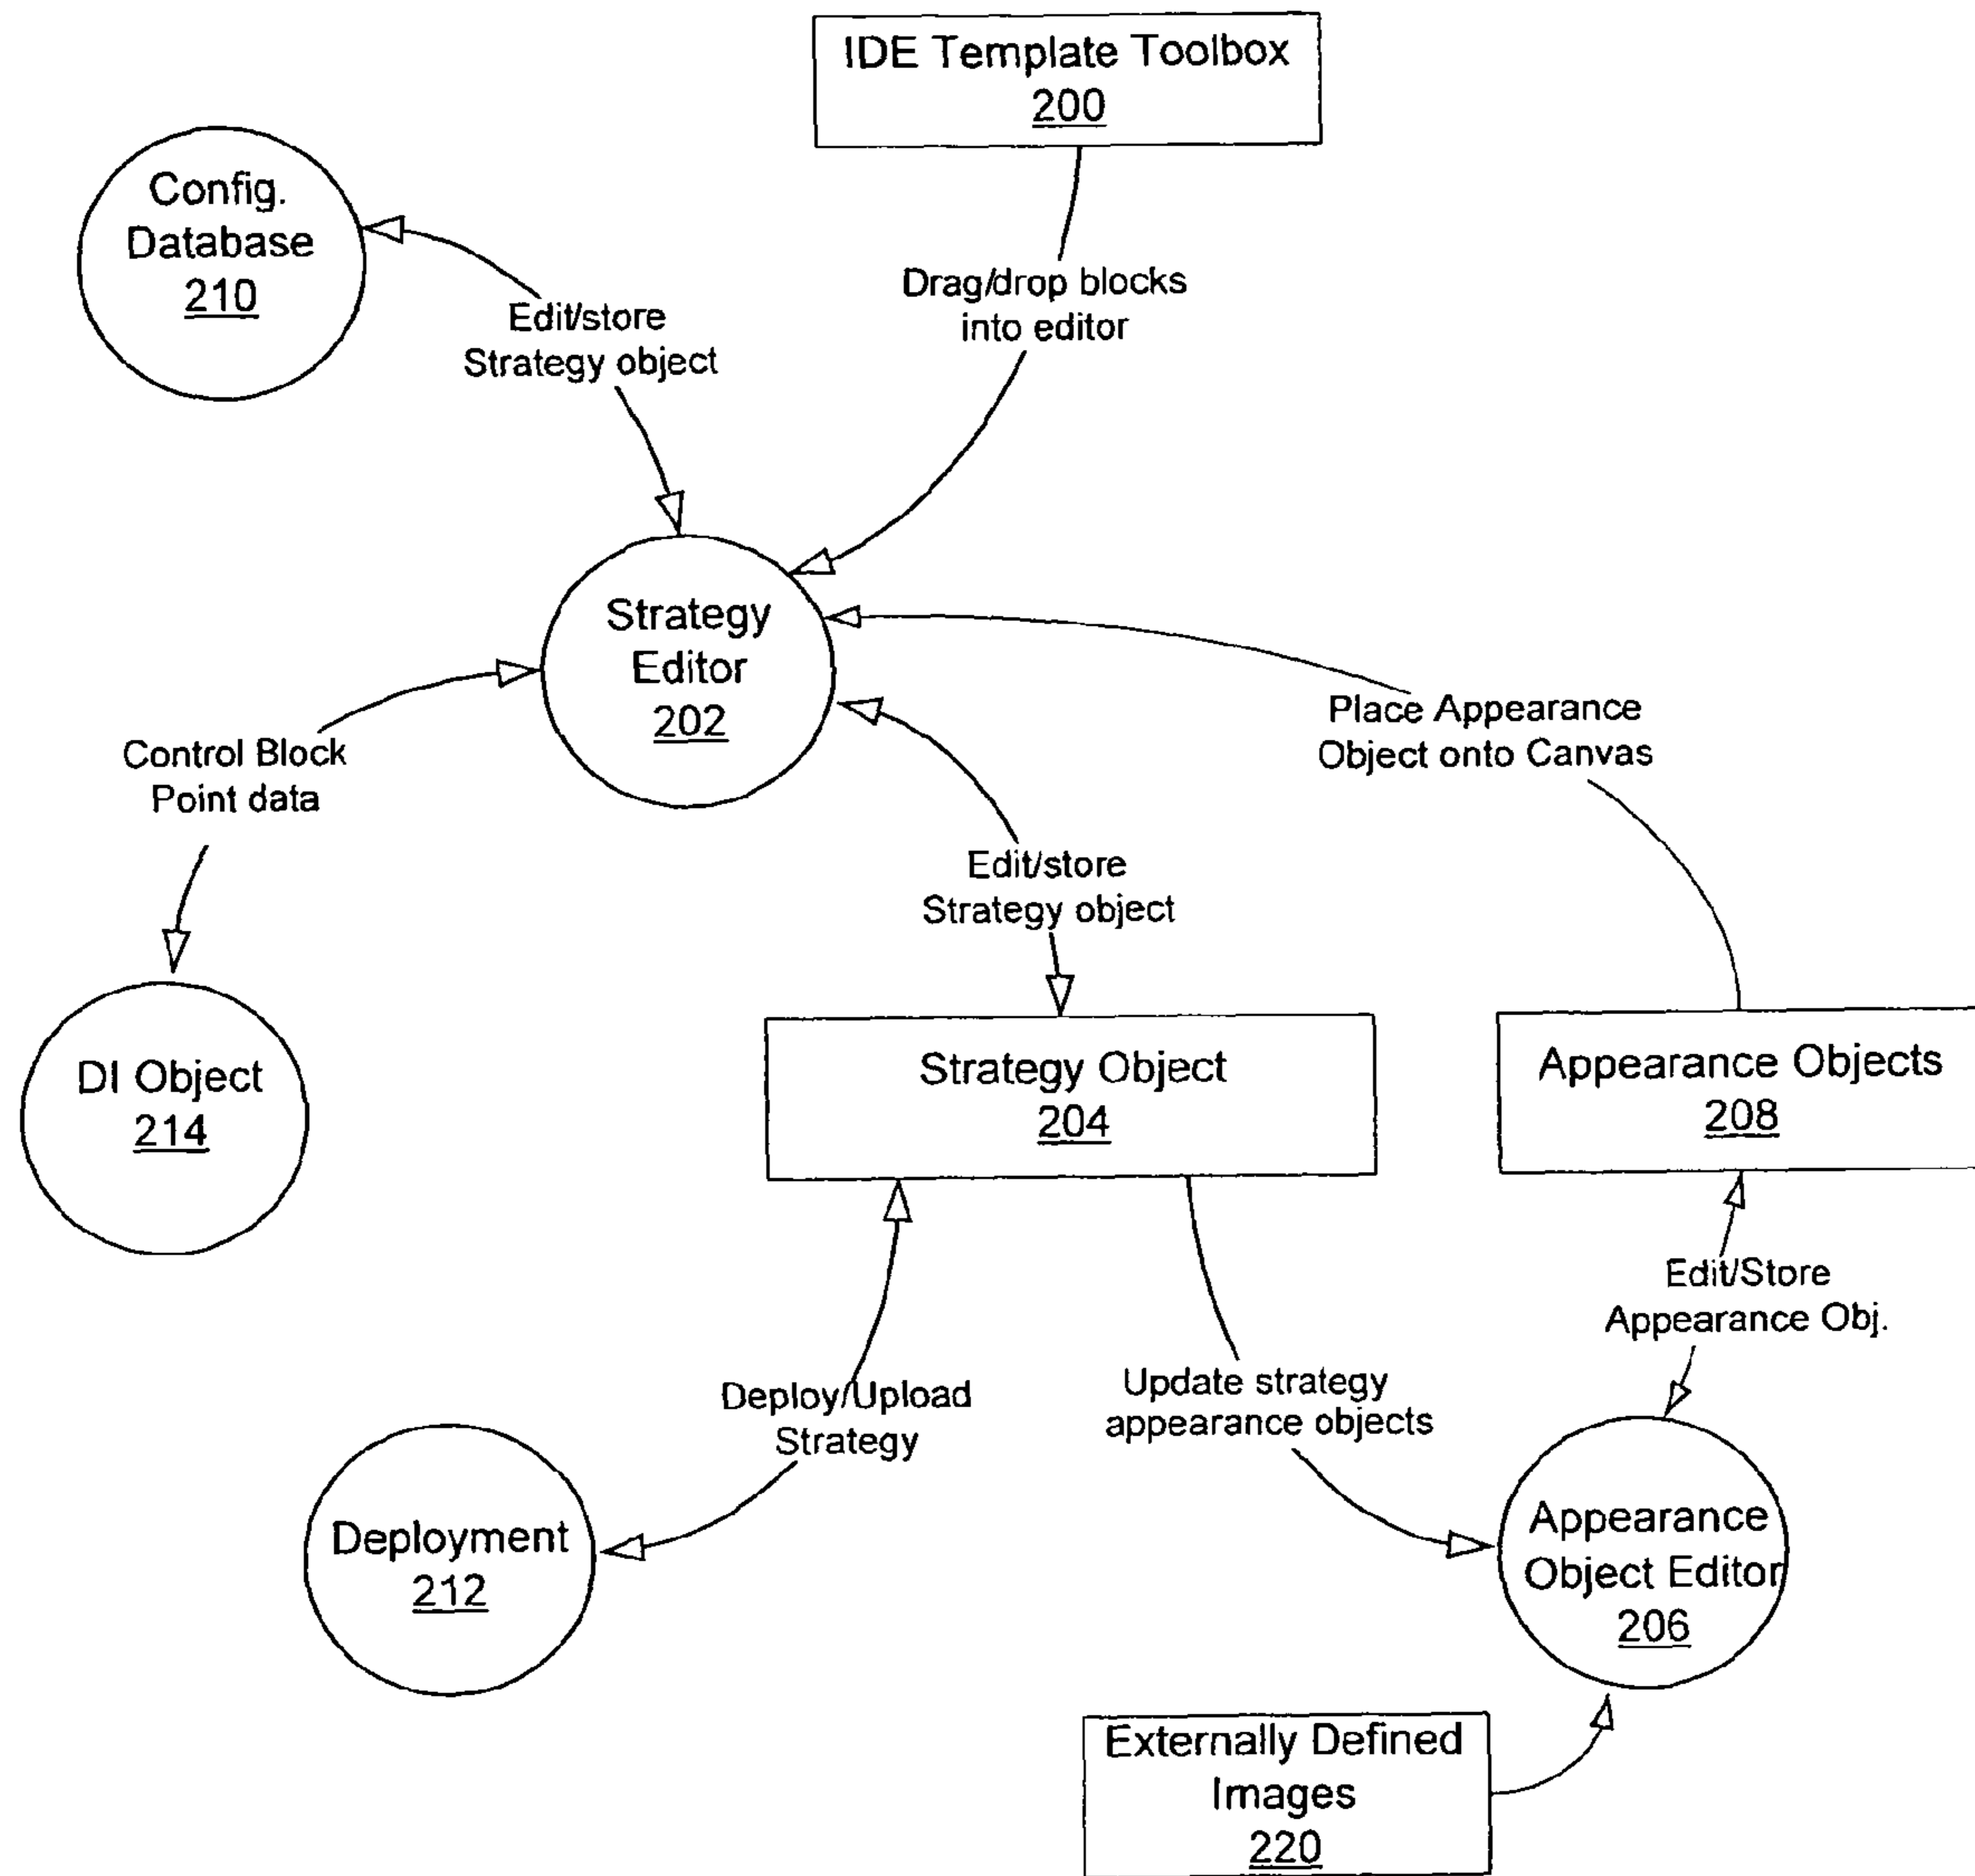 IDE Template Toolbox
200
Config.
Database
210
Drag/drop blocks
into editor
Edit/store
Strategy object
Strategy
Editor
202
Place Appearance
Object onto Canvas
Control Block
Point data
Edit/store
Strategy object
DI Object
214
Strategy Object
204
Appearance Objects
208
Edit/Store
Appearance Obj.
Deploy/Upload
Strategy
Update strategy
appearance objects
Deployment
212
Appearance
Object Editor
206
Externally Defined
Images
220